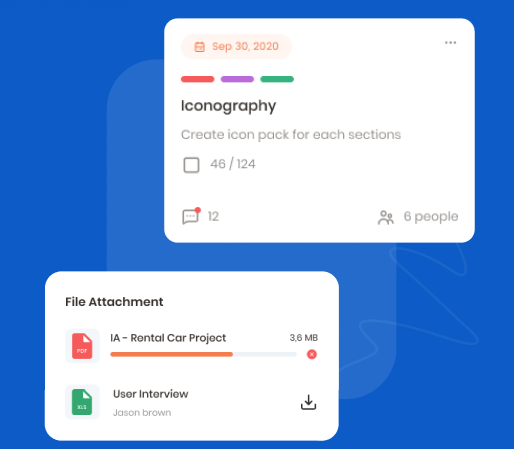 Sep 30, 2020
Iconography
Create icon pack for each sections
46 / 124
12
6 people
File Attachment
IA - Rental Car Project
3,6 MB
PDF
User Interview
XLS
Jason brown